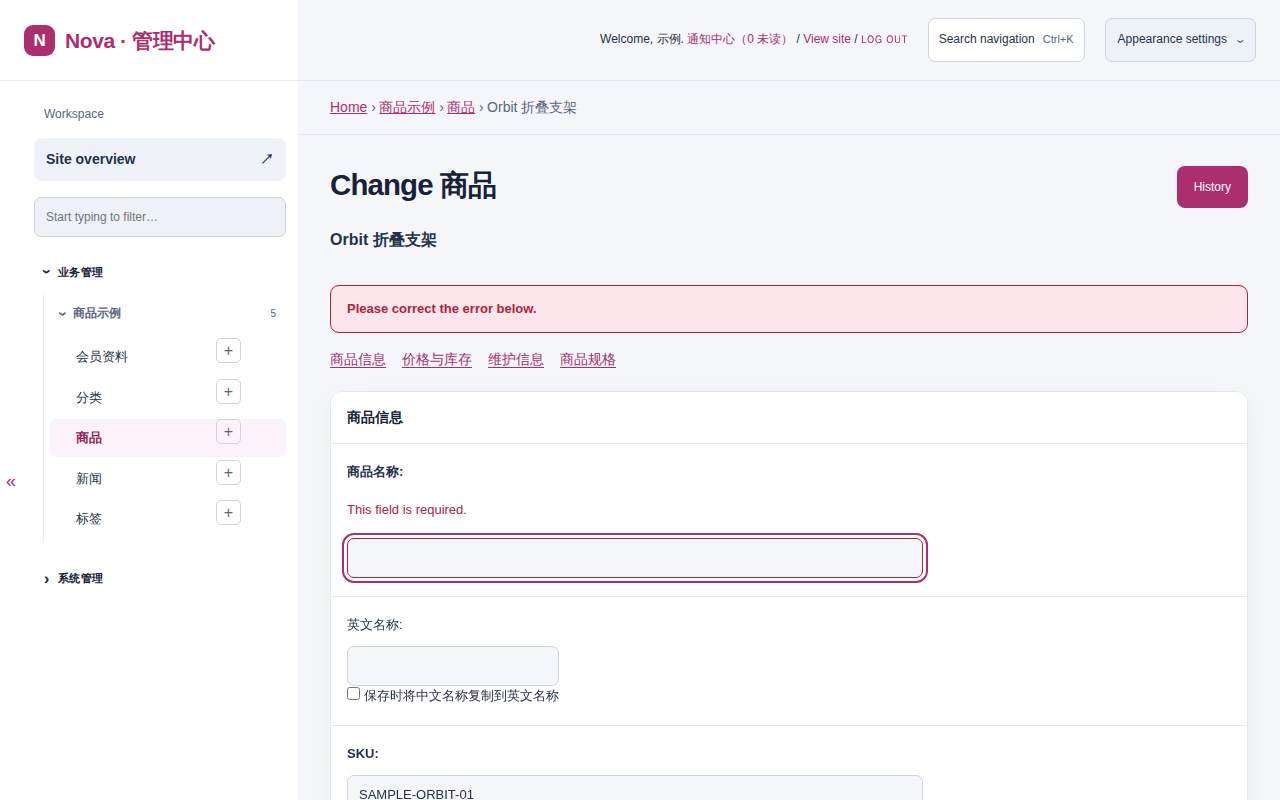 N Nova · 管理中心
Welcome, 示例. 通知中心（0 未读） / View site / LOG OUT
Search navigation Ctrl+K
Appearance settings
Workspace
Site overview ↗
Start typing to filter…
业务管理
商品示例 5
会员资料 +
分类 +
商品 +
新闻 +
标签 +
系统管理
«
Home › 商品示例 › 商品 › Orbit 折叠支架
Change 商品
History
Orbit 折叠支架
Please correct the error below.
商品信息 价格与库存 维护信息 商品规格
商品信息
商品名称:
This field is required.
英文名称:
保存时将中文名称复制到英文名称
SKU:
SAMPLE-ORBIT-01